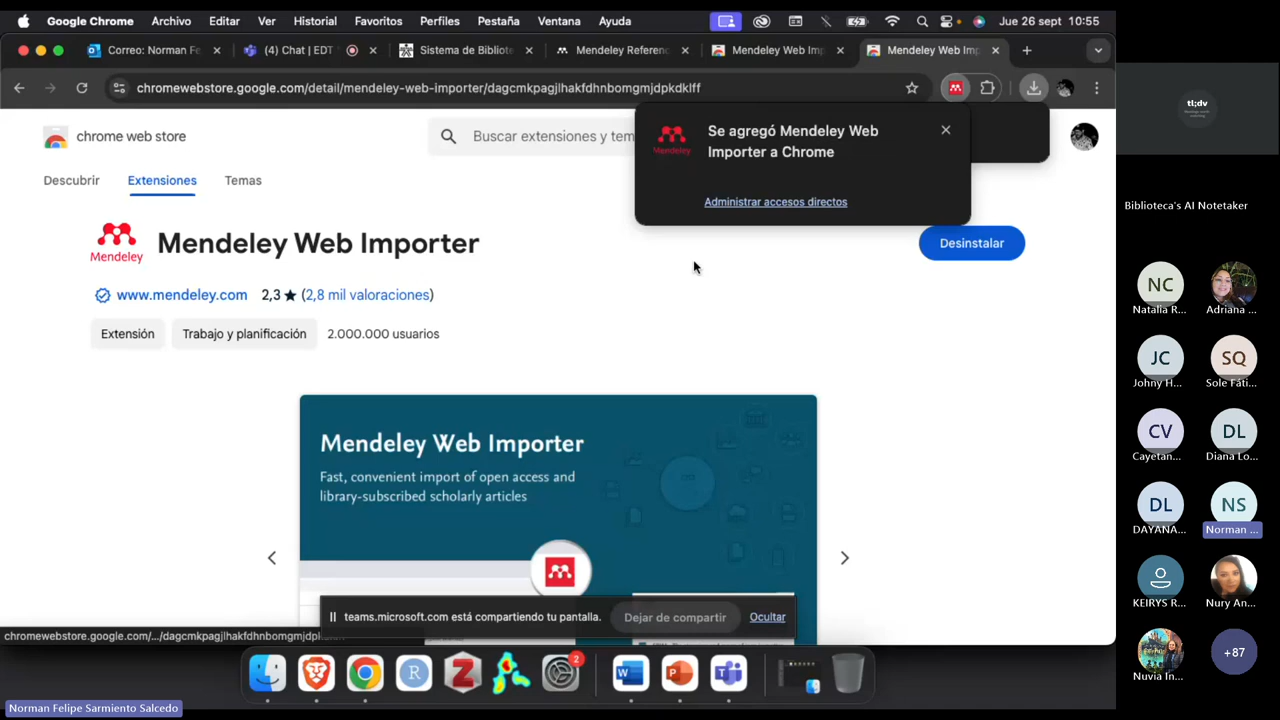 Google Chrome Archivo Editar Ver Historial Favoritos Perfiles Pestaña Ventana Ayuda Jue 26 sept 10:55
Correo: Norman Fe (4) Chat | EDT Sistema de Bibliote Mendeley Referenc Mendeley Web Imp Mendeley Web Imp
chromewebstore.google.com/detail/mendeley-web-importer/dagcmkpagjlhakfdhnbomgmjdpkdklff
chrome web store
Buscar extensiones y tem
Mendeley
Se agregó Mendeley Web
Importer a Chrome
Administrar accesos directos
Descubrir Extensiones Temas
Mendeley
Mendeley Web Importer
Desinstalar
www.mendeley.com 2,3 ★ (2,8 mil valoraciones)
Extensión Trabajo y planificación 2.000.000 usuarios
Mendeley Web Importer
Fast, convenient import of open access and
library-subscribed scholarly articles
teams.microsoft.com está compartiendo tu pantalla. Dejar de compartir Ocultar
2
Norman Felipe Sarmiento Salcedo
tl;dv
Biblioteca's AI Notetaker
NC
Natalia R... Adriana ...
JC SQ
Johny H... Sole Fáti...
CV DL
Cayetan... Diana Lo...
DL NS
DAYANA... Norman ...
KEIRYS R... Nury An...
+87
Nuvia In...